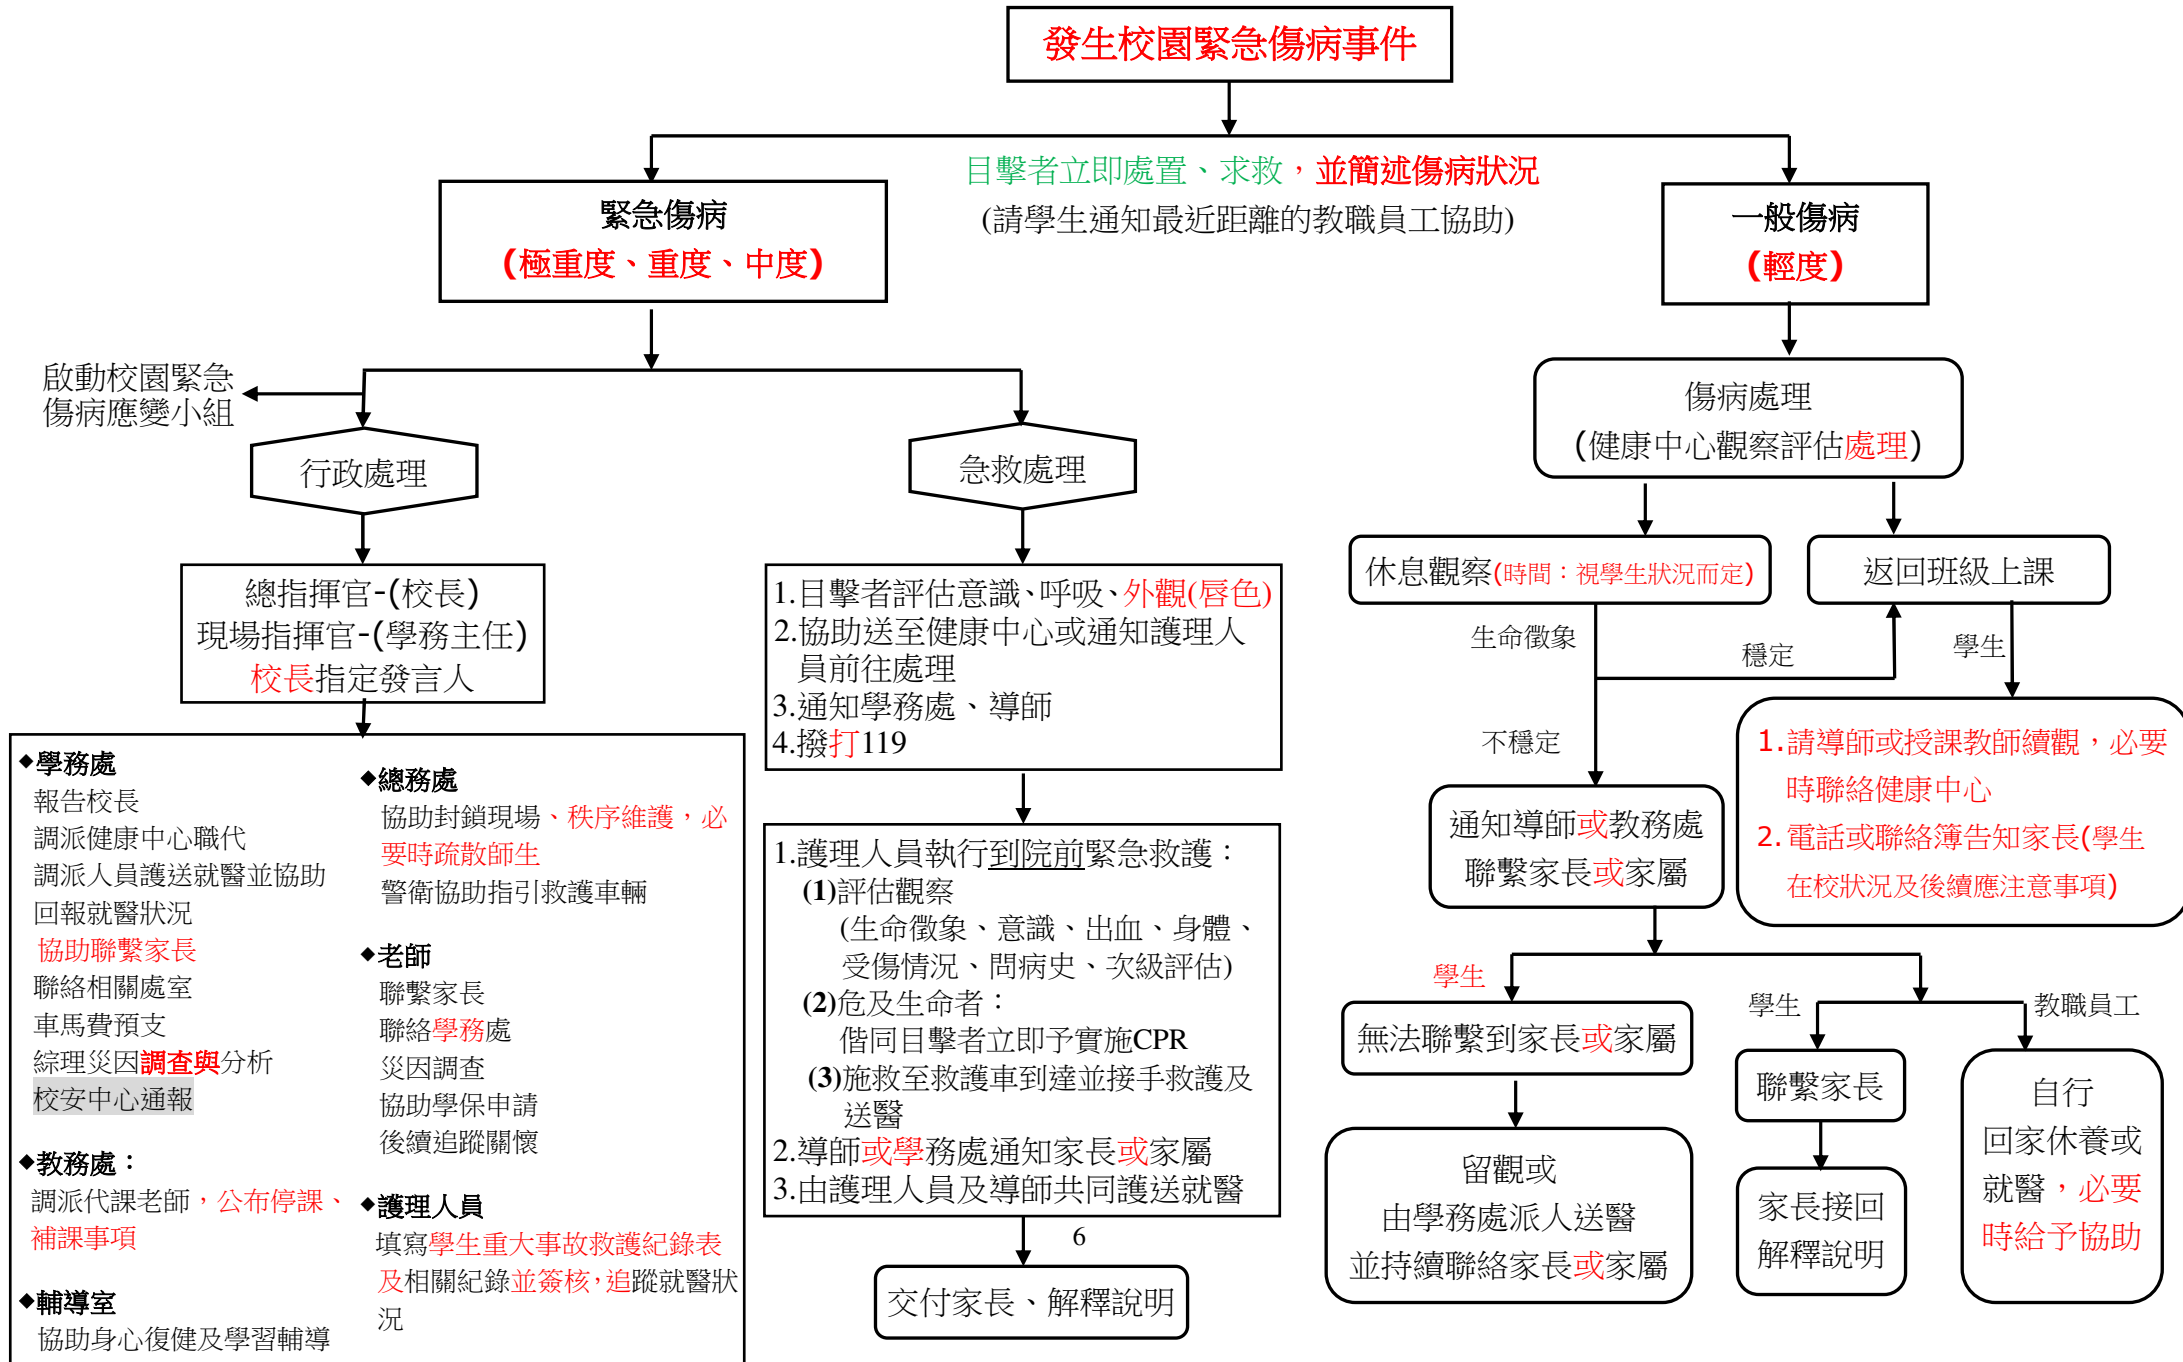 發生校園緊急傷病事件
目擊者立即處置、求救，並簡述傷病狀況
(請學生通知最近距離的教職員工協助)
緊急傷病
(極重度、重度、中度)
一般傷病
(輕度)
啟動校園緊急
傷病應變小組
行政處理
急救處理
傷病處理
(健康中心觀察評估處理)
總指揮官-(校長)
現場指揮官-(學務主任)
校長指定發言人
1.目擊者評估意識、呼吸、外觀(唇色)
2.協助送至健康中心或通知護理人
員前往處理
3.通知學務處、導師
4.撥打119
休息觀察(時間：視學生狀況而定)
返回班級上課
生命徵象
穩定
學生
不穩定
1.請導師或授課教師續觀，必要
時聯絡健康中心
2.電話或聯絡簿告知家長(學生
在校狀況及後續應注意事項)
◆學務處
報告校長
調派健康中心職代
調派人員護送就醫並協助
回報就醫狀況
協助聯繫家長
聯絡相關處室
車馬費預支
綜理災因調查與分析
校安中心通報
◆教務處：
調派代課老師，公布停課、
補課事項
◆輔導室
協助身心復健及學習輔導
◆總務處
協助封鎖現場、秩序維護，必
要時疏散師生
警衛協助指引救護車輛
◆老師
聯繫家長
聯絡學務處
災因調查
協助學保申請
後續追蹤關懷
◆護理人員
填寫學生重大事故救護紀錄表
及相關紀錄並簽核，追蹤就醫狀
況
1.護理人員執行到院前緊急救護：
(1)評估觀察
(生命徵象、意識、出血、身體、
受傷情況、問病史、次級評估)
(2)危及生命者：
偕同目擊者立即予實施CPR
(3)施救至救護車到達並接手救護及
送醫
2.導師或學務處通知家長或家屬
3.由護理人員及導師共同護送就醫
6
交付家長、解釋說明
通知導師或教務處
聯繫家長或家屬
學生
無法聯繫到家長或家屬
留觀或
由學務處派人送醫
並持續聯絡家長或家屬
學生
聯繫家長
家長接回
解釋說明
教職員工
自行
回家休養或
就醫，必要
時給予協助